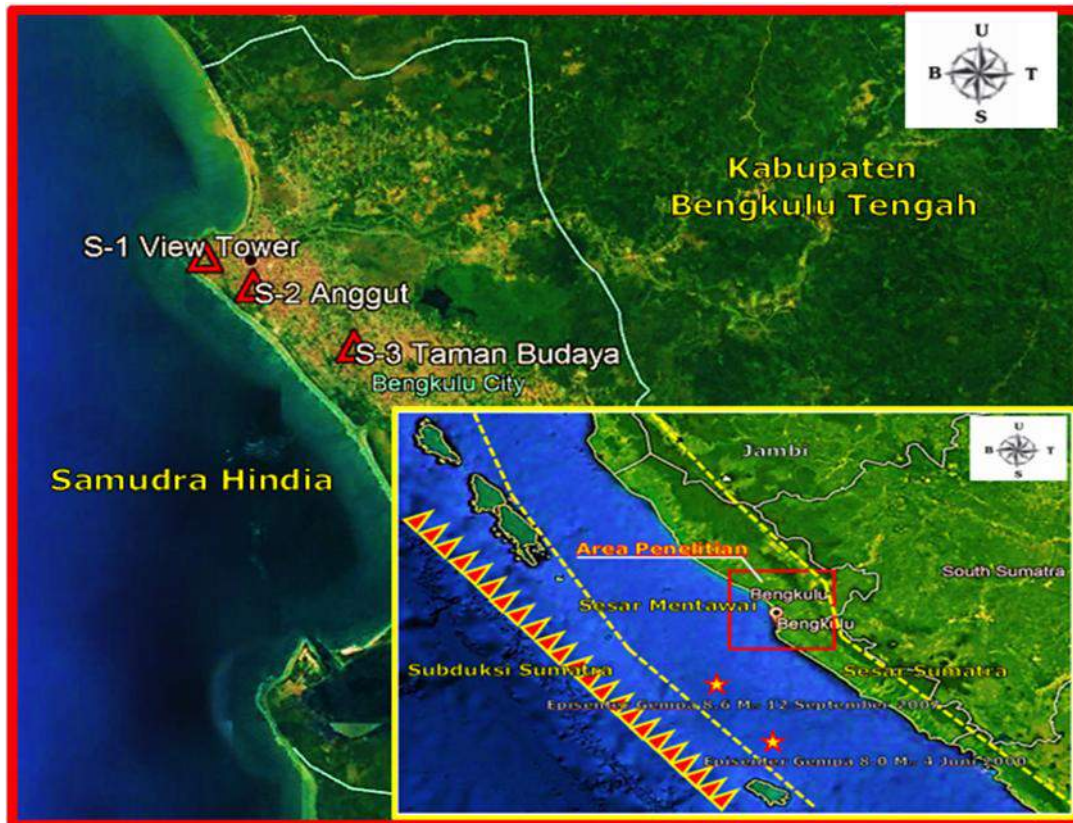 U
B T
S
Kabupaten
Bengkulu Tengah
S-1 View Tower
S-2 Anggut
S-3 Taman Budaya
Bengkulu City
Samudra Hindia
U
B T
S
Jambi
Area Penelitian
South Sumatra
Bengkulu
Sesar Mentawai
Bengkulu
Subduksi Sumatra
Sesar Sumatra
Episenter Gempa 8.6 M., 12 September 2007
Episenter Gempa 8.0 M., 4 Juni 2000